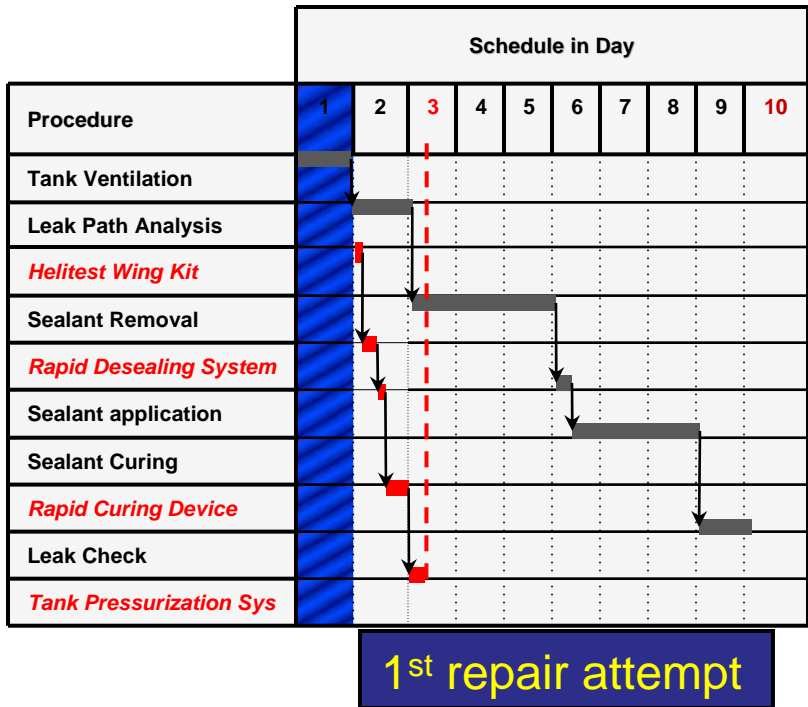 Schedule in Day
Procedure
1 2 3 4 5 6 7 8 9 10
Tank Ventilation
Leak Path Analysis
Helitest Wing Kit
Sealant Removal
Rapid Desealing System
Sealant application
Sealant Curing
Rapid Curing Device
Leak Check
Tank Pressurization Sys
1st repair attempt